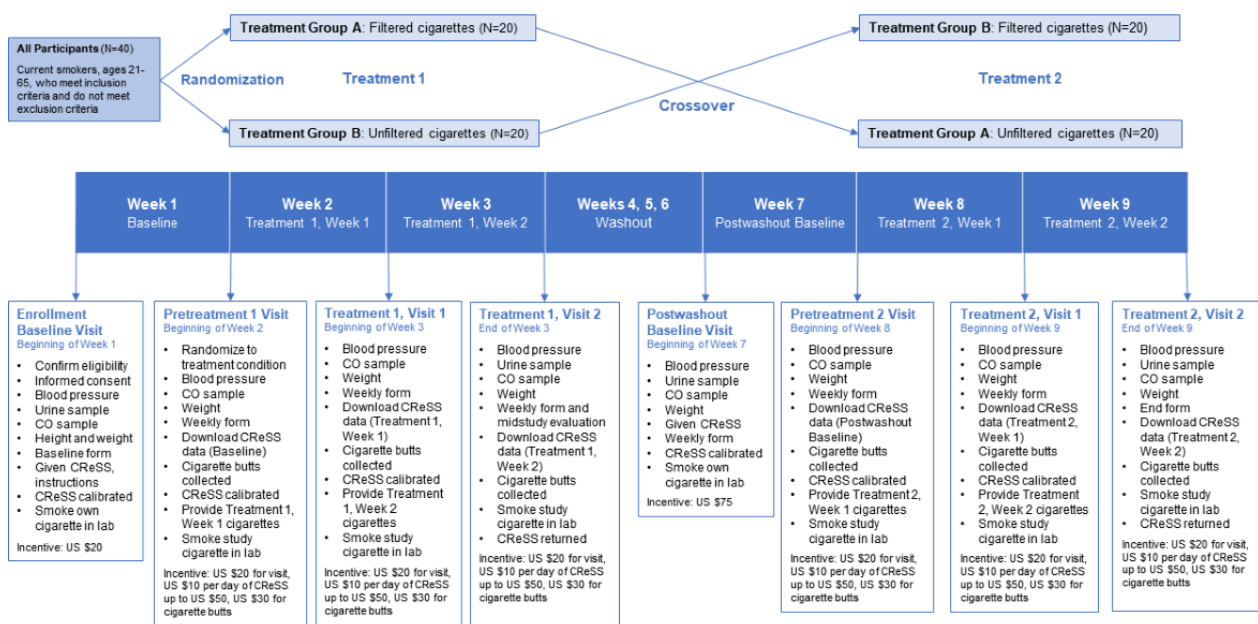 All Participants (N=40)
Current smokers, ages 21-
65, who meet inclusion
criteria and do not meet
exclusion criteria
Randomization
Treatment Group A: Filtered cigarettes (N=20)
Treatment 1
Treatment Group B: Unfiltered cigarettes (N=20)
Crossover
Treatment Group B: Filtered cigarettes (N=20)
Treatment 2
Treatment Group A: Unfiltered cigarettes (N=20)
Week 1
Baseline
Week 2
Treatment 1, Week 1
Week 3
Treatment 1, Week 2
Weeks 4, 5, 6
Washout
Week 7
Postwashout Baseline
Week 8
Treatment 2, Week 1
Week 9
Treatment 2, Week 2
Enrollment
Baseline Visit
Beginning of Week 1
• Confirm eligibility
• Informed consent
• Blood pressure
• Urine sample
• CO sample
• Height and weight
• Baseline form
• Given CReSS,
instructions
• CReSS calibrated
• Smoke own
cigarette in lab
Incentive: US $20
Pretreatment 1 Visit
Beginning of Week 2
• Randomize to
treatment condition
• Blood pressure
• CO sample
• Weight
• Weekly form
• Download CReSS
data (Baseline)
• Cigarette butts
collected
• CReSS calibrated
• Provide Treatment 1,
Week 1 cigarettes
• Smoke study
cigarette in lab
Incentive: US $20 for visit,
US $10 per day of CReSS
up to US $50, US $30 for
cigarette butts
Treatment 1, Visit 1
Beginning of Week 3
• Blood pressure
• CO sample
• Weight
• Weekly form
• Download CReSS
data (Treatment 1,
Week 1)
• Cigarette butts
collected
• CReSS calibrated
• Provide Treatment
1, Week 2
cigarettes
• Smoke study
cigarette in lab
Incentive: US $20 for visit,
US $10 per day of CReSS
up to US $50, US $30 for
cigarette butts
Treatment 1, Visit 2
End of Week 3
• Blood pressure
• Urine sample
• CO sample
• Weight
• Weekly form and
midstudy evaluation
• Download CReSS
data (Treatment 1,
Week 2)
• Cigarette butts
collected
• Smoke study
cigarette in lab
• CReSS returned
Incentive: US $20 for visit,
US $10 per day of CReSS
up to US $50, US $30 for
cigarette butts
Postwashout
Baseline Visit
Beginning of Week 7
• Blood pressure
• Urine sample
• CO sample
• Weight
• Given CReSS
• Weekly form
• CReSS calibrated
• Smoke own
cigarette in lab
Incentive: US $75
Pretreatment 2 Visit
Beginning of Week 8
• Blood pressure
• CO sample
• Weight
• Weekly form
• Download CReSS
data (Postwashout
Baseline)
• Cigarette butts
collected
• CReSS calibrated
• Provide Treatment 2,
Week 1 cigarettes
• Smoke study
cigarette in lab
Incentive: US $20 for visit,
US $10 per day of CReSS
up to US $50, US $30 for
cigarette butts
Treatment 2, Visit 1
Beginning of Week 9
• Blood pressure
• CO sample
• Weight
• Weekly form
• Download CReSS
data (Treatment 2,
Week 1)
• Cigarette butts
collected
• CReSS calibrated
• Provide Treatment
2, Week 2 cigarettes
• Smoke study
cigarette in lab
Incentive: US $20 for visit,
US $10 per day of CReSS
up to US $50, US $30 for
cigarette butts
Treatment 2, Visit 2
End of Week 9
• Blood pressure
• Urine sample
• CO sample
• Weight
• End form
• Download CReSS
data (Treatment 2,
Week 2)
• Cigarette butts
collected
• Smoke study
cigarette in lab
• CReSS returned
Incentive: US $20 for visit,
US $10 per day of CReSS
up to US $50, US $30 for
cigarette butts